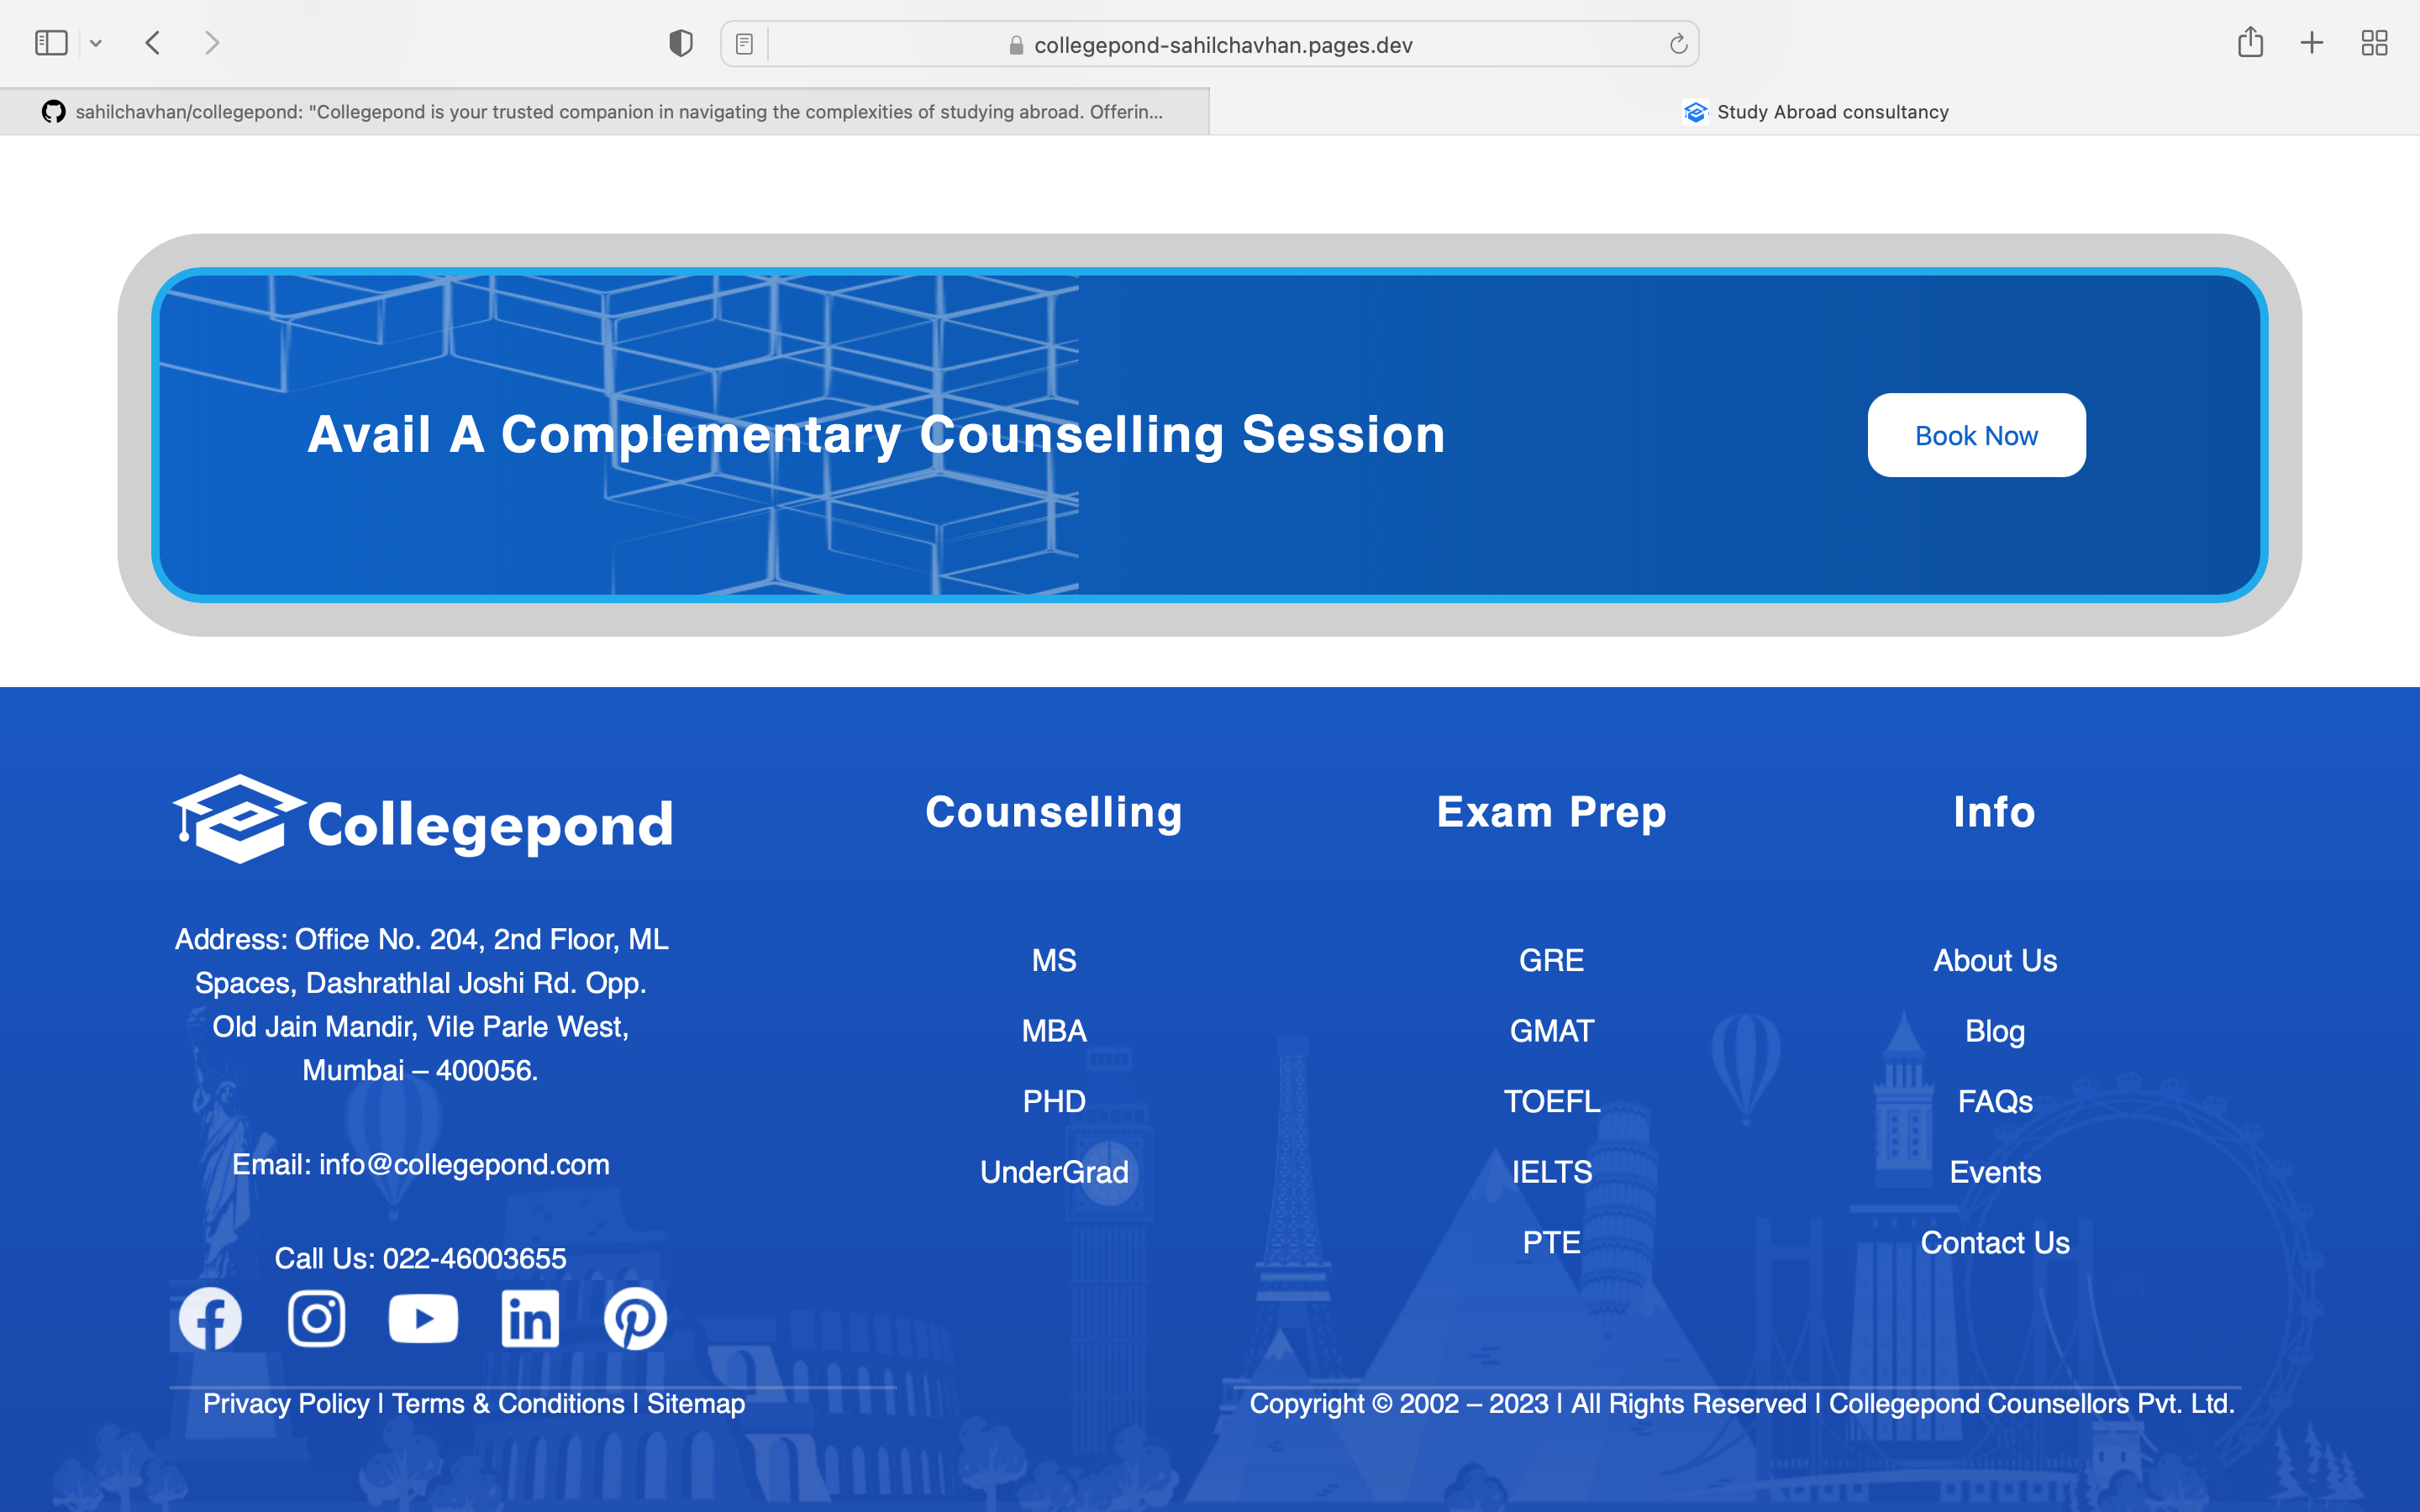 collegepond-sahilchavhan.pages.dev
sahilchavhan/collegepond: "Collegepond is your trusted companion in navigating the complexities of studying abroad. Offerin...
Study Abroad consultancy
Avail A Complementary Counselling Session
Book Now
Collegepond
Address: Office No. 204, 2nd Floor, ML
Spaces, Dashrathlal Joshi Rd. Opp.
Old Jain Mandir, Vile Parle West,
Mumbai – 400056.
Email: info@collegepond.com
Call Us: 022-46003655
Counselling
MS
MBA
PHD
UnderGrad
Exam Prep
GRE
GMAT
TOEFL
IELTS
PTE
Info
About Us
Blog
FAQs
Events
Contact Us
Privacy Policy | Terms & Conditions | Sitemap
Copyright © 2002 – 2023 | All Rights Reserved | Collegepond Counsellors Pvt. Ltd.